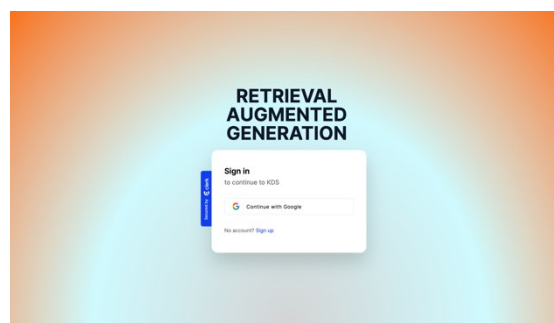 RETRIEVAL
AUGMENTED
GENERATION
Sign in
to continue to KDS
Secured by clerk
Continue with Google
No account? Sign up